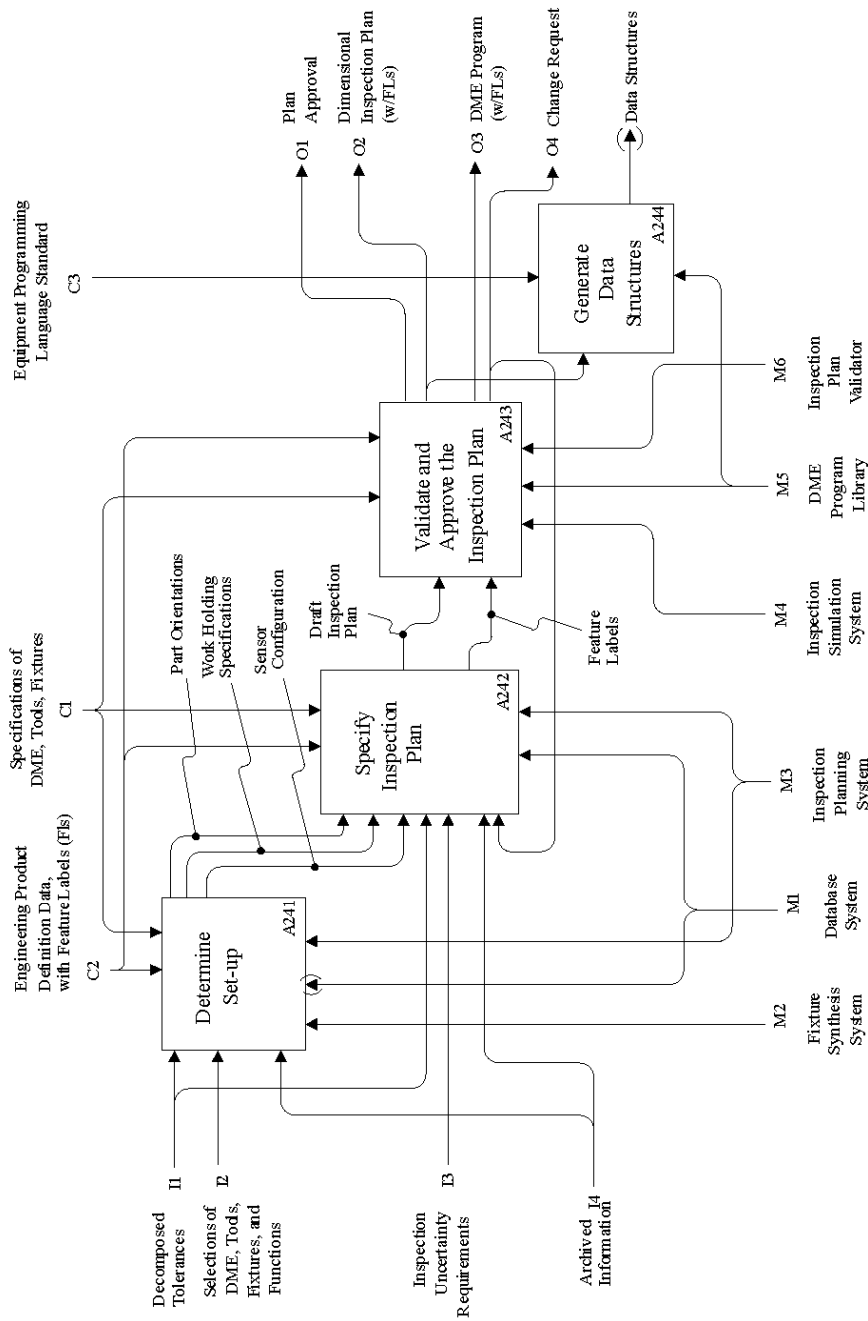 Engineering Product
Definition Data,
with Feature Labels (Fls)
C2
Specifications of
DME, Tools, Fixtures
C1
Equipment Programming
Language Standard
C3
Decomposed
Tolerances
I1
Selections of
DME, Tools,
Fixtures, and
Functions
I2
Inspection
Uncertainty
Requirements
I3
Archived
Information
I4
Determine
Set-up
A241
Part Orientations
Work Holding
Specifications
Sensor
Configuration
Specify
Inspection
Plan
A242
Draft
Inspection
Plan
Feature
Labels
Validate and
Approve the
Inspection Plan
A243
Generate
Data
Structures
A244
O1
Plan
Approval
O2
Dimensional
Inspection Plan
(w/FLs)
O3
DME Program
(w/FLs)
O4 Change Request
Data Structures
M2
Fixture
Synthesis
System
M1
Database
System
M3
Inspection
Planning
System
M4
Inspection
Simulation
System
M5
DME
Program
Library
M6
Inspection
Plan
Validator